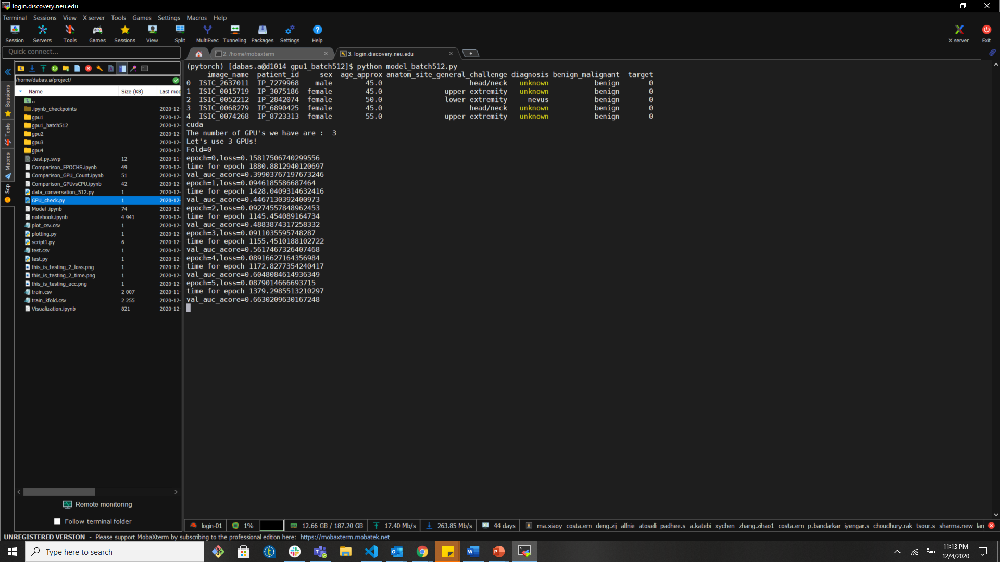 login.discovery.neu.edu
Terminal Sessions View X server Tools Games Settings Macros Help
Session Servers Tools Games Sessions View Split MultiExec Tunneling Packages Settings Help X server Exit
Quick connect...
2. /home/mobaxterm
3. login.discovery.neu.edu
Sessions
Tools
Macros
Scp
/home/dabas.a/project/
Name Size (KB) Last mod
..
.ipynb_checkpoints 2020-12-
gpu1 2020-12-
gpu1_batch512 2020-12-
gpu2 2020-12-
gpu3 2020-12-
gpu4 2020-12-
.test.py.swp 12 2020-11-
Comparison_EPOCHS.ipynb 49 2020-12-
Comparison_GPU_Count.ipynb 51 2020-12-
Comparison_GPUvsCPU.ipynb 42 2020-12-
data_conversation_512.py 1 2020-12-
GPU_check.py 1 2020-12-
Model .ipynb 74 2020-12-
notebook.ipynb 4 941 2020-12-
plot_csv.csv 1 2020-12-
plotting.py 1 2020-12-
script1.py 6 2020-12-
test.csv 1 2020-12-
test.py 1 2020-12-
this_is_testing_2_loss.png 1 2020-12-
this_is_testing_2_time.png 1 2020-12-
this_is_testing_acc.png 1 2020-12-
train.csv 2 007 2020-11-
train_kfold.csv 2 255 2020-12-
Visualization.ipynb 821 2020-12-
Remote monitoring
Follow terminal folder
(pytorch) [dabas.a@d1014 gpu1_batch512]$ python model_batch512.py
image_name patient_id sex age_approx anatom_site_general_challenge diagnosis benign_malignant target
0 ISIC_2637011 IP_7279968 male 45.0 head/neck unknown benign 0
1 ISIC_0015719 IP_3075186 female 45.0 upper extremity unknown benign 0
2 ISIC_0052212 IP_2842074 female 50.0 lower extremity nevus benign 0
3 ISIC_0068279 IP_6890425 female 45.0 head/neck unknown benign 0
4 ISIC_0074268 IP_8723313 female 55.0 upper extremity unknown benign 0
cuda
The number of GPU's we have are : 3
Let's use 3 GPUs!
Fold=0
epoch=0,loss=0.15817506740299556
time for epoch 1880.8812940120697
val_auc_acore=0.39903767197673246
epoch=1,loss=0.0946185586687464
time for epoch 1428.0409314632416
val_auc_acore=0.4467130392400973
epoch=2,loss=0.09274557848962453
time for epoch 1145.454089164734
val_auc_acore=0.4883874317258332
epoch=3,loss=0.0911035595748287
time for epoch 1155.4510188102722
val_auc_acore=0.5617467326407468
epoch=4,loss=0.08916627164356984
time for epoch 1172.8277354240417
val_auc_acore=0.6048084614936349
epoch=5,loss=0.0879014666693715
time for epoch 1379.2985513210297
val_auc_acore=0.6630209630167248
login-01 1% 12.66 GB / 187.20 GB 17.40 Mb/s 263.85 Mb/s 44 days ma.xiaoy costa.em deng.zij alfnie atoselli padhee.s a.katebi xychen zhang.zihao1 costa.em p.bandarkar iyengar.s choudhury.rak tsour.s sharma.new lan
UNREGISTERED VERSION - Please support MobaXterm by subscribing to the professional edition here: https://mobaxterm.mobatek.net
Type here to search
11:13 PM
12/4/2020